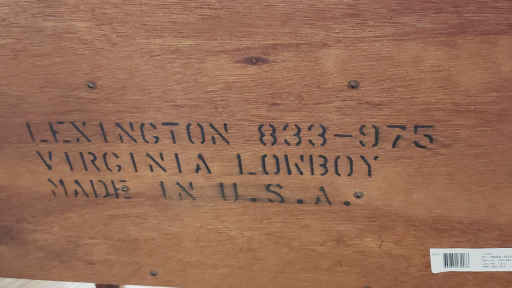 LEXINGTON 833-975
VIRGINIA LOWBOY
MADE IN U.S.A.